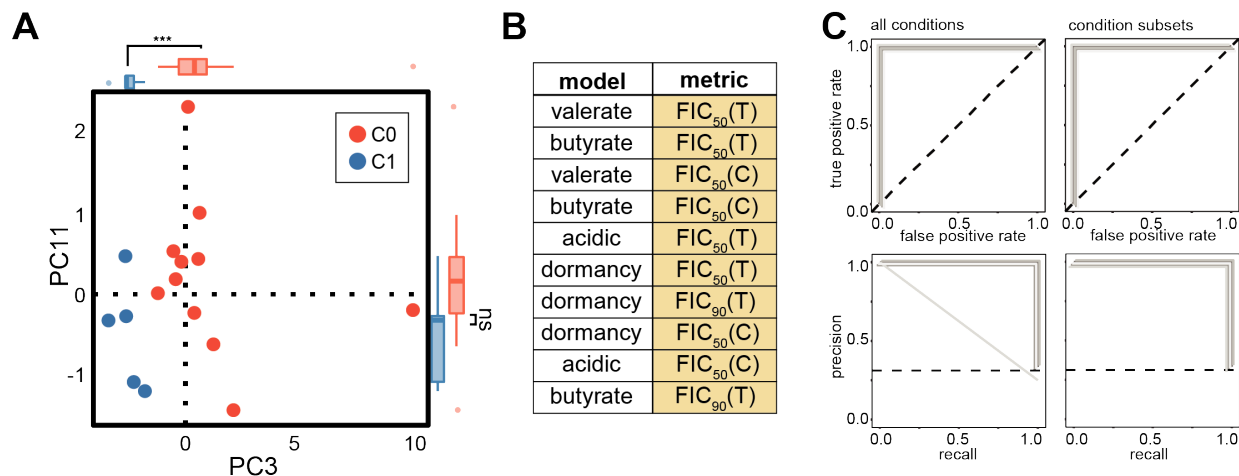 A
***
2
1
0
-1
PC11
C0
C1
ns
0
5
10
PC3
B
model metric
valerate FIC50(T)
butyrate FIC50(T)
valerate FIC50(C)
butyrate FIC50(C)
acidic FIC50(T)
dormancy FIC50(T)
dormancy FIC90(T)
dormancy FIC50(C)
acidic FIC50(C)
butyrate FIC90(T)
C
all conditions
condition subsets
true positive rate
1.0
0.5
0.0
0.0 0.5 1.0
false positive rate
0.0 0.5 1.0
false positive rate
precision
1.0
0.5
0.0
0.0 0.5 1.0
recall
0.0 0.5 1.0
recall